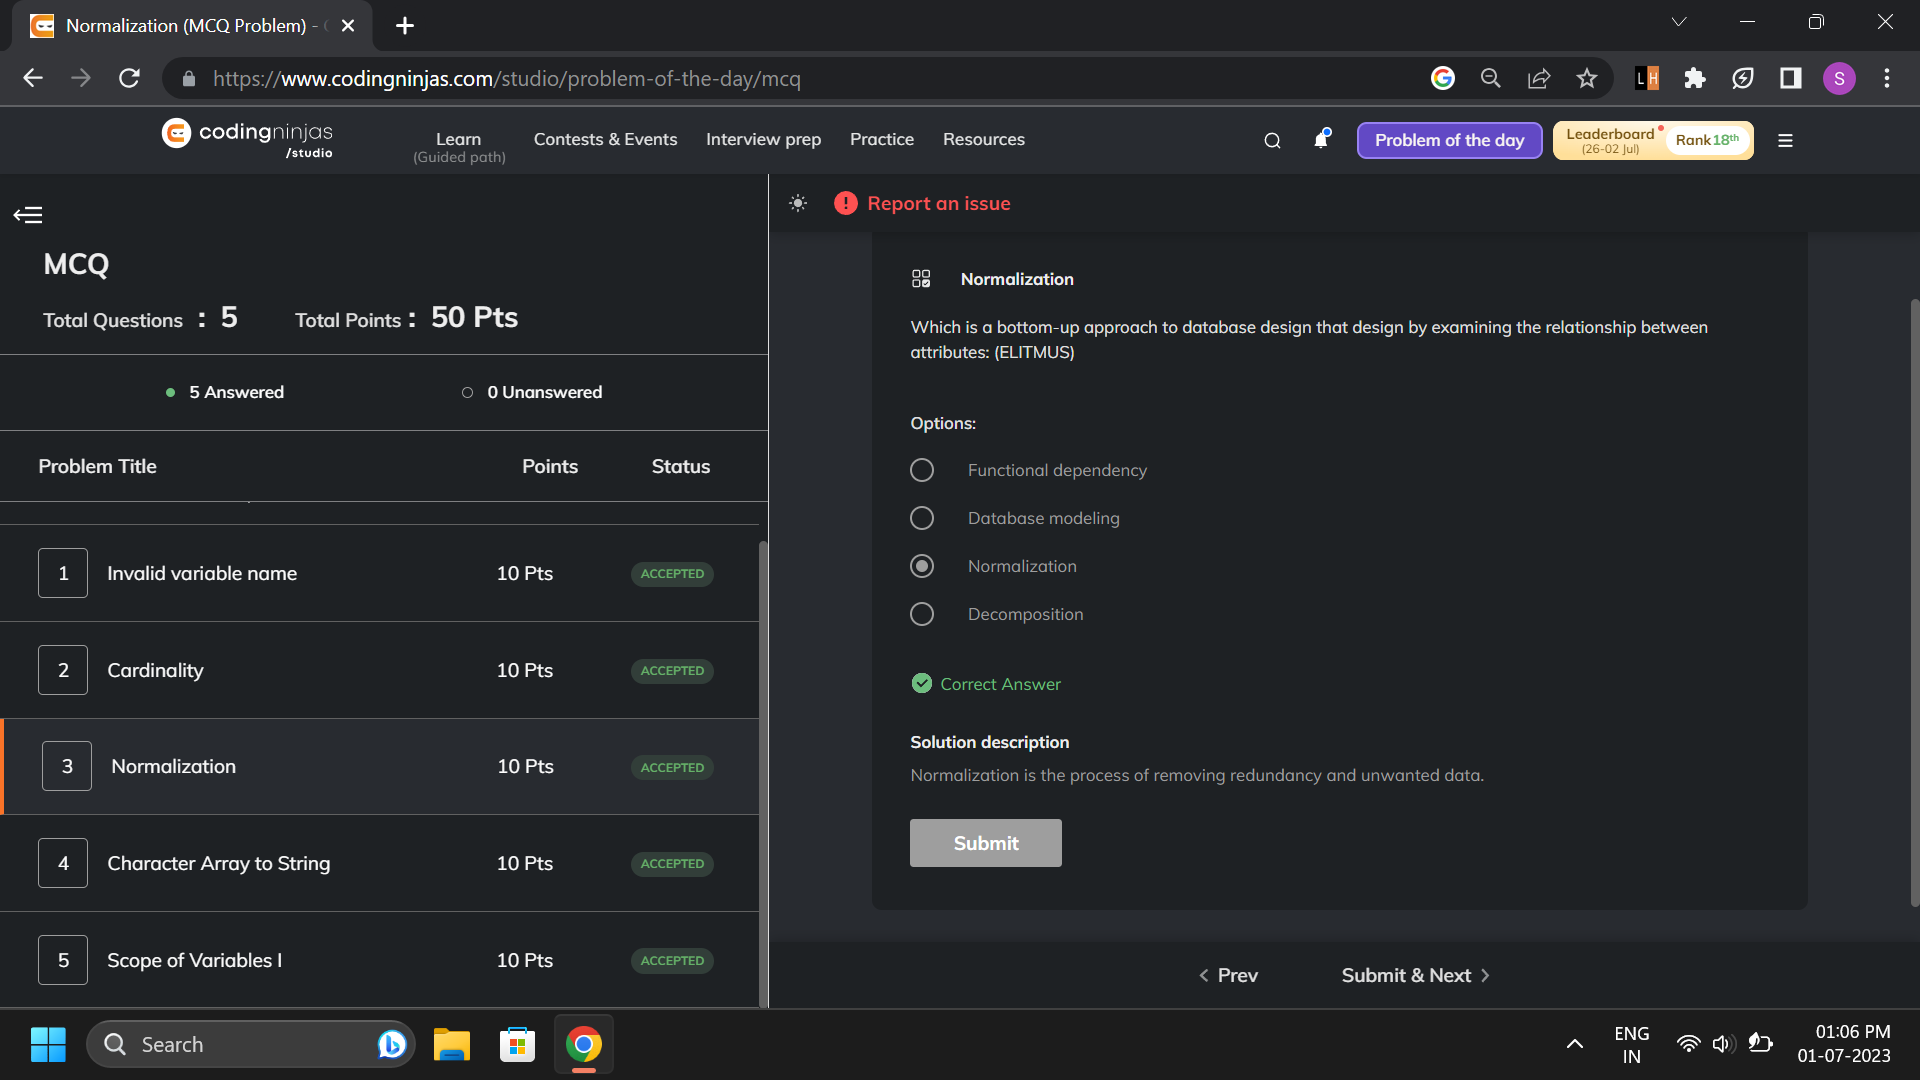 Normalization (MCQ Problem) -
https://www.codingninjas.com/studio/problem-of-the-day/mcq
LH
S
codingninjas
/studio
Learn
(Guided path)
Contests & Events
Interview prep
Practice
Resources
Problem of the day
Leaderboard
(26-02 Jul)
Rank 18th
Report an issue
MCQ
Total Questions : 5
Total Points : 50 Pts
5 Answered
0 Unanswered
Problem Title Points Status
1 Invalid variable name 10 Pts ACCEPTED
2 Cardinality 10 Pts ACCEPTED
3 Normalization 10 Pts ACCEPTED
4 Character Array to String 10 Pts ACCEPTED
5 Scope of Variables I 10 Pts ACCEPTED
Normalization
Which is a bottom-up approach to database design that design by examining the relationship between
attributes: (ELITMUS)
Options:
Functional dependency
Database modeling
Normalization
Decomposition
Correct Answer
Solution description
Normalization is the process of removing redundancy and unwanted data.
Submit
Prev
Submit & Next
Search
ENG
IN
01:06 PM
01-07-2023